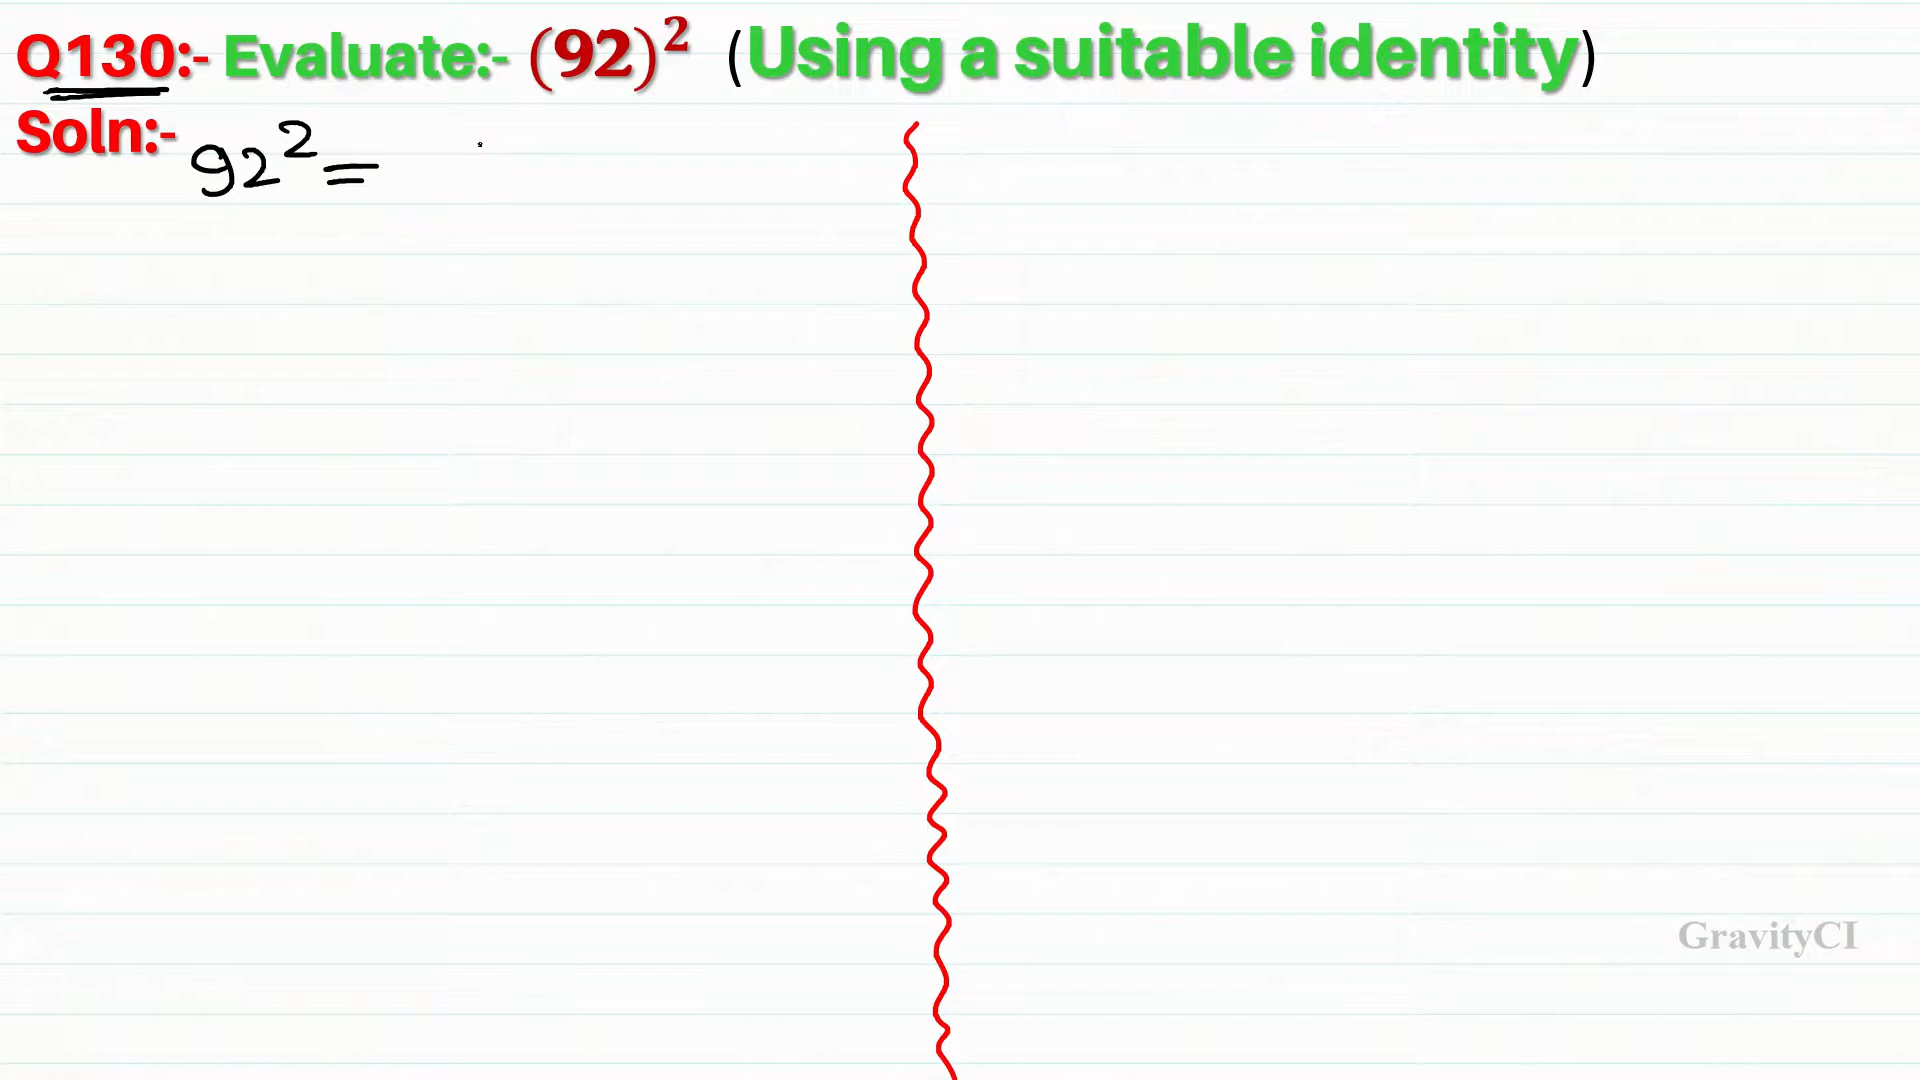 Q130:- Evaluate:- (92)² (Using a suitable identity)
Soln:- 92² =
GravityCI